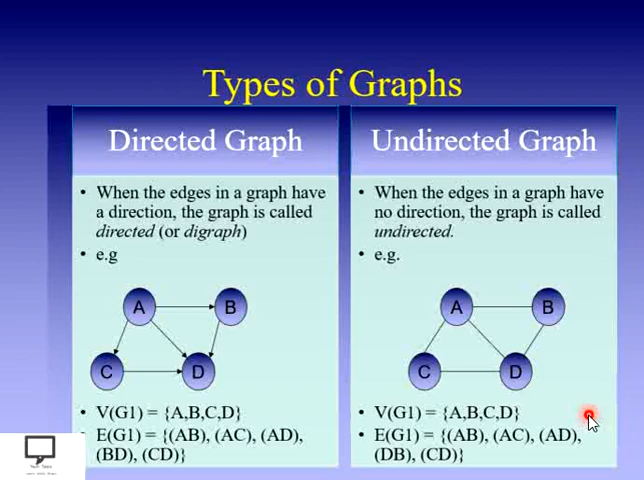 Types of Graphs
Directed Graph
• When the edges in a graph have
a direction, the graph is called
directed (or digraph)
• e.g
A
B
C
D
• V(G1) = {A,B,C,D}
• E(G1) = {(AB), (AC), (AD),
(BD), (CD)}
Undirected Graph
• When the edges in a graph have
no direction, the graph is called
undirected.
• e.g.
A
B
C
D
• V(G1) = {A,B,C,D}
• E(G1) = {(AB), (AC), (AD),
(DB), (CD)}